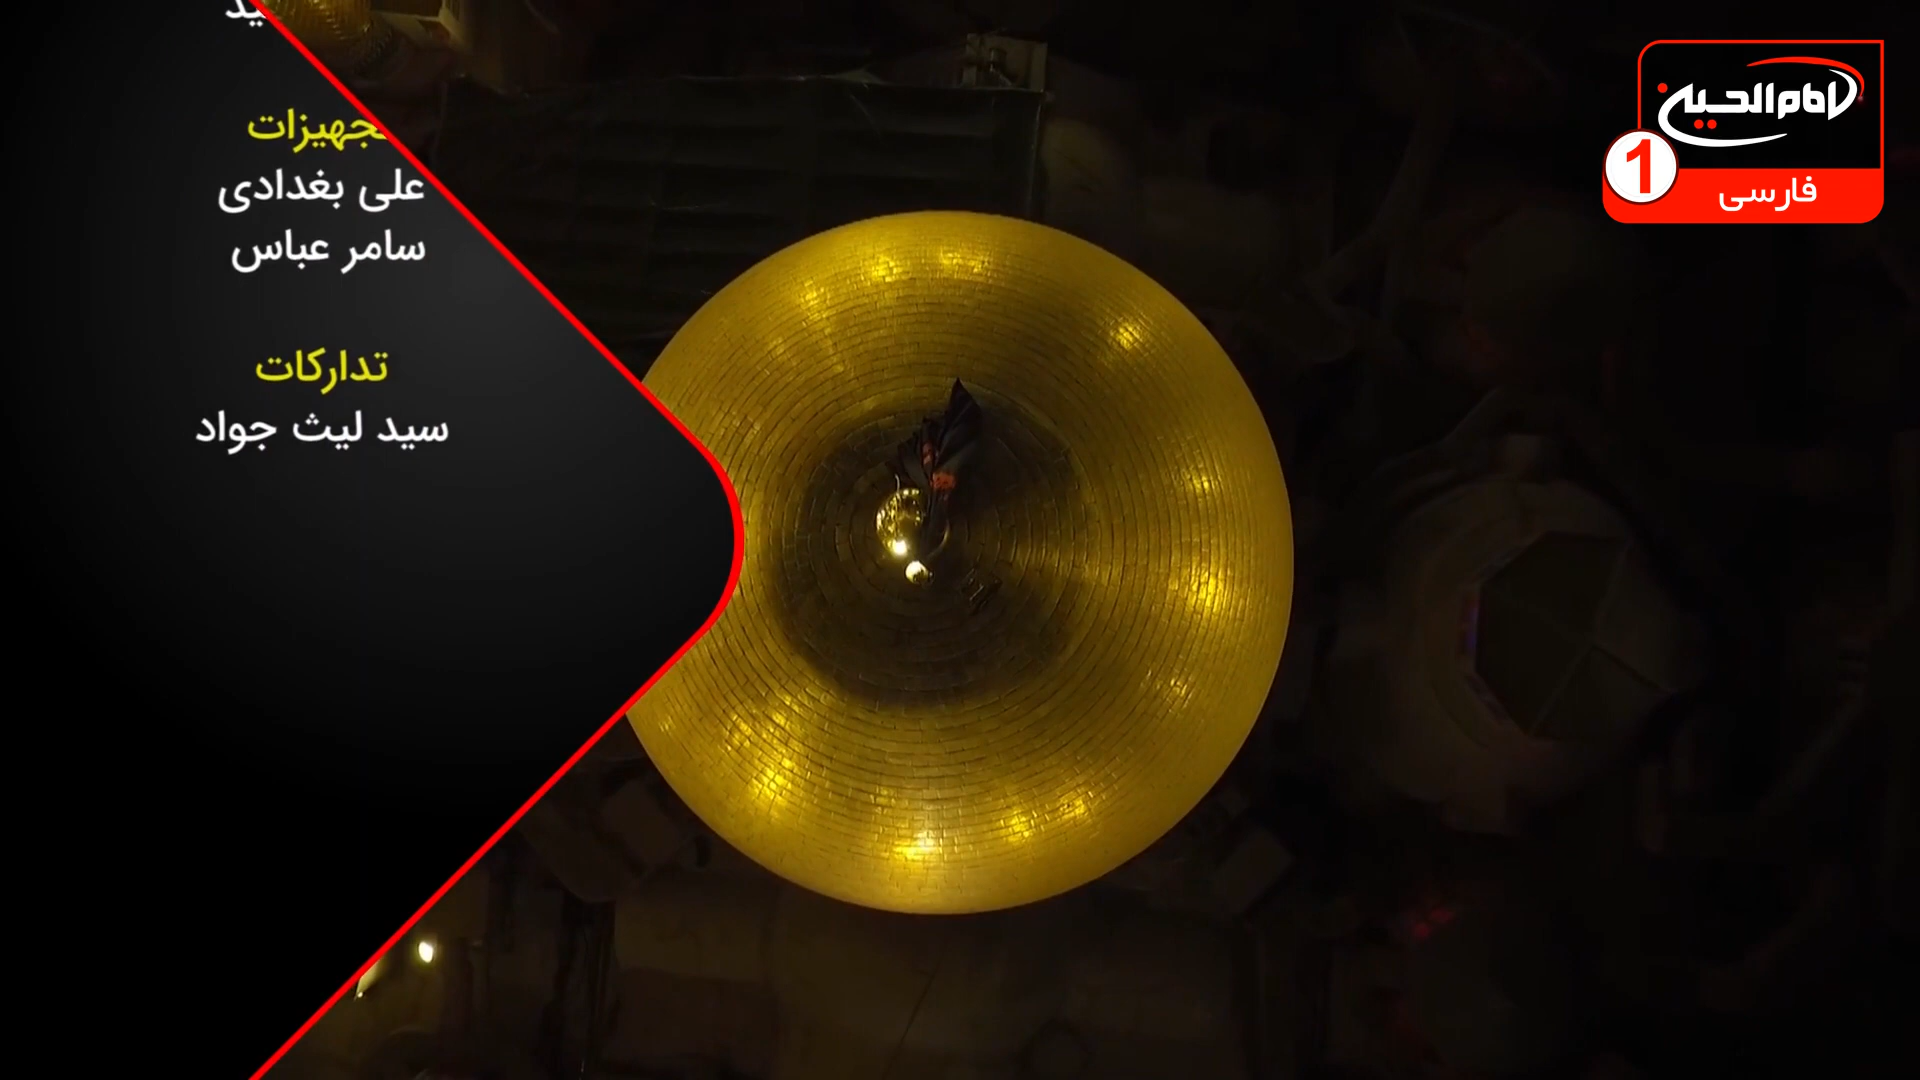 تجهیزات
علی بغدادی
سامر عباس
تدارکات
سید لیث جواد
امام الحسین
1
فارسی